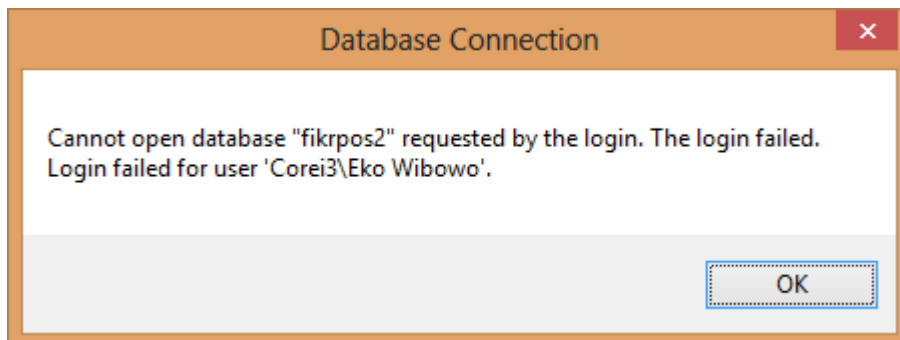 Database Connection
Cannot open database "fikrpos2" requested by the login. The login failed.
Login failed for user 'Corei3\Eko Wibowo'.
OK